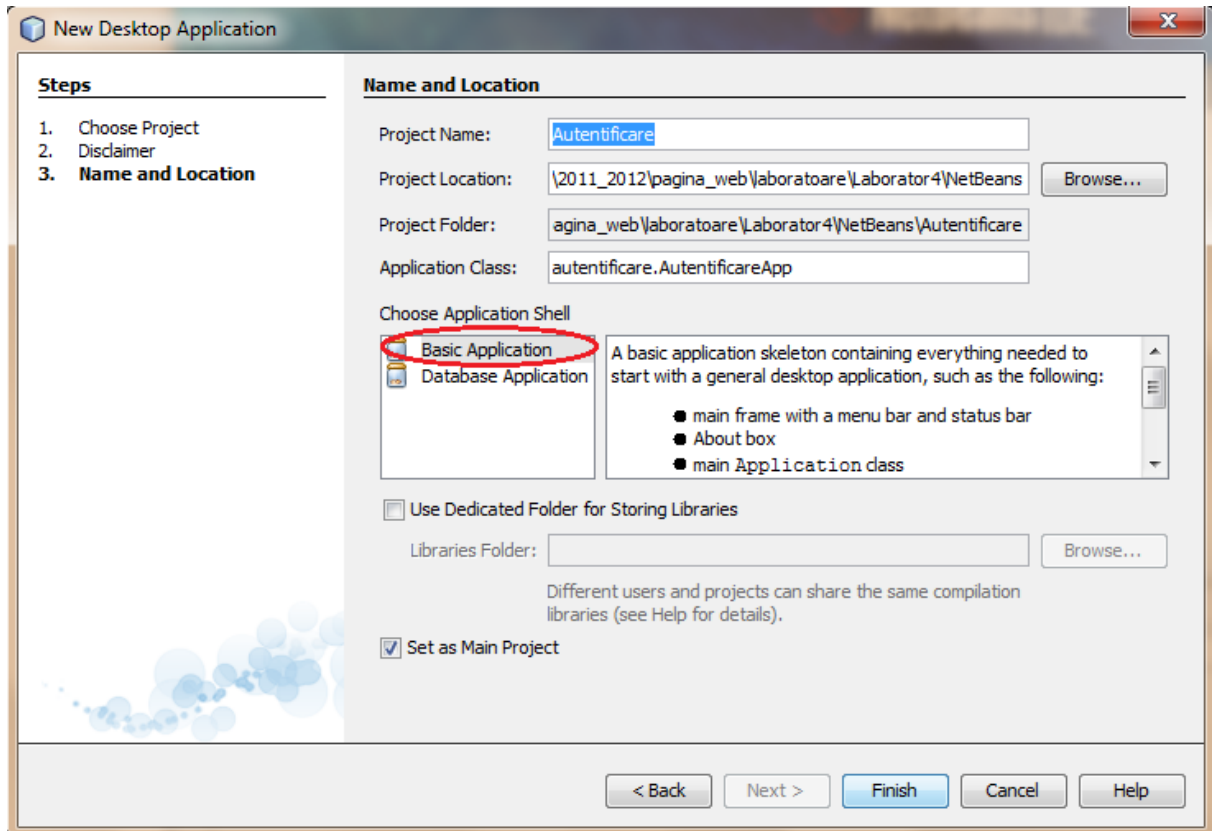 New Desktop Application
Steps
1. Choose Project
2. Disclaimer
3. Name and Location
Name and Location
Project Name: Autentificare
Project Location: \2011_2012\pagina_web\laboratoare\Laborator4\NetBeans Browse...
Project Folder: agina_web\laboratoare\Laborator4\NetBeans\Autentificare
Application Class: autentificare.AutentificareApp
Choose Application Shell
Basic Application
Database Application
A basic application skeleton containing everything needed to
start with a general desktop application, such as the following:
● main frame with a menu bar and status bar
● About box
● main Application class
Use Dedicated Folder for Storing Libraries
Libraries Folder: Browse...
Different users and projects can share the same compilation
libraries (see Help for details).
Set as Main Project
< Back Next > Finish Cancel Help